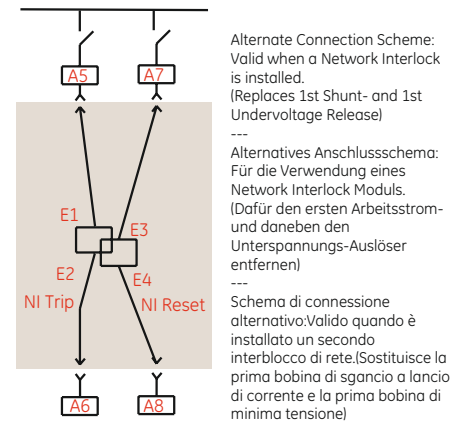 A5
A7
E1
E3
E2
E4
NI Trip
NI Reset
A6
A8
Alternate Connection Scheme:
Valid when a Network Interlock
is installed.
(Replaces 1st Shunt- and 1st
Undervoltage Release)
---
Alternatives Anschlussschema:
Für die Verwendung eines
Network Interlock Moduls.
(Dafür den ersten Arbeitsstrom-
und daneben den
Unterspannungs-Auslöser
entfernen)
---
Schema di connessione
alternativo:Valido quando è
installato un secondo
interblocco di rete.(Sostituisce la
prima bobina di sgancio a lancio
di corrente e la prima bobina di
minima tensione)